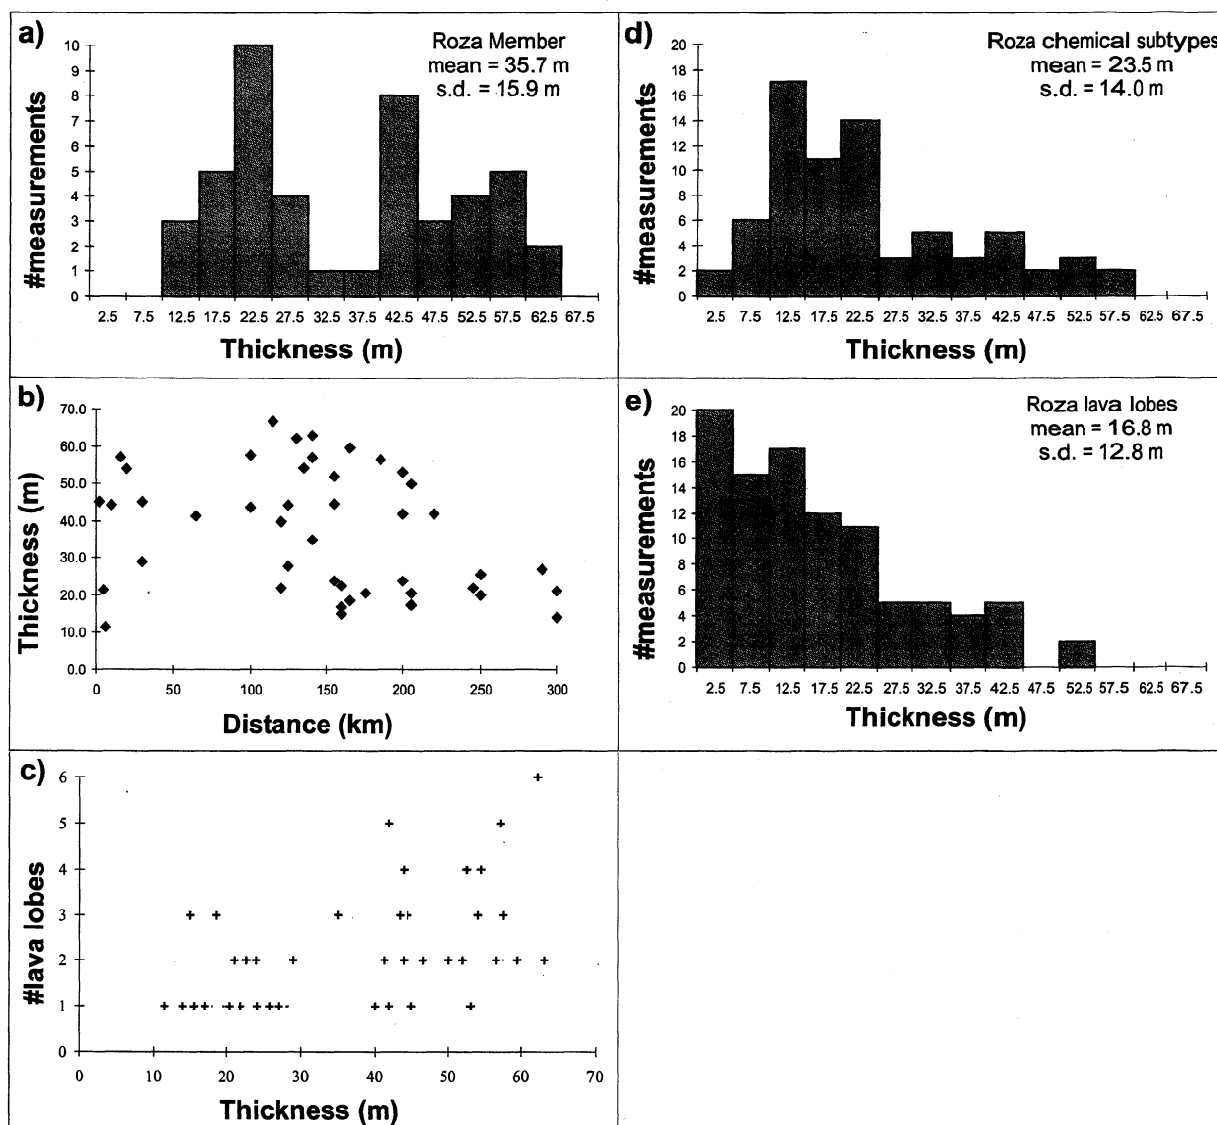 a)
Roza Member
mean = 35.7 m
s.d. = 15.9 m
10
9
8
7
6
5
4
3
2
1
0
#measurements
2.5 7.5 12.5 17.5 22.5 27.5 32.5 37.5 42.5 47.5 52.5 57.5 62.5 67.5
Thickness (m)
b)
70.0
60.0
50.0
40.0
30.0
20.0
10.0
0.0
Thickness (m)
0 50 100 150 200 250 300
Distance (km)
c)
6
5
4
3
2
1
0
#lava lobes
0 10 20 30 40 50 60 70
Thickness (m)
d)
Roza chemical subtypes
mean = 23.5 m
s.d. = 14.0 m
20
18
16
14
12
10
8
6
4
2
0
#measurements
2.5 7.5 12.5 17.5 22.5 27.5 32.5 37.5 42.5 47.5 52.5 57.5 62.5 67.5
Thickness (m)
e)
Roza lava lobes
mean = 16.8 m
s.d. = 12.8 m
20
18
16
14
12
10
8
6
4
2
0
#measurements
2.5 7.5 12.5 17.5 22.5 27.5 32.5 37.5 42.5 47.5 52.5 57.5 62.5 67.5
Thickness (m)